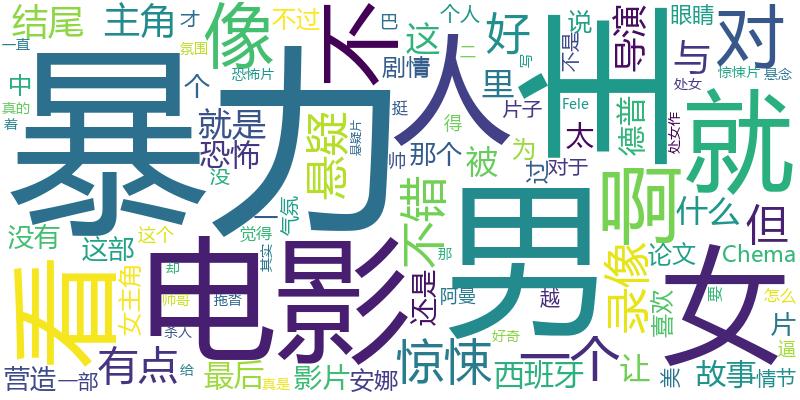 结尾
主角
才
像
不
不过
巴
个人
好
说
眼睛
对
一直
氛围
恐怖片
中
个
这
里
不是
导演
与
惊悚片
悬念
真的
着
暴力
人
主
剧情
二
写
处女
处女作
就是
恐怖
悬疑
悬疑片
挺
帅
得
片子
Fele
德普
太
就
没
那个
被
为
过
对于
气氛
一
不错
男
啊
什么
但
没有
这部
这个
觉得
其实
那
看
电影
女
女主角
却
还是
阿曼
越
录像
论文
Chema
喜欢
要
怎么
帅哥
拖沓
杀人
好奇
片
逼
有点
惊悚
一个
营造
一部
最后
给
真是
影片
安娜
西班牙
让
美
故事
情节